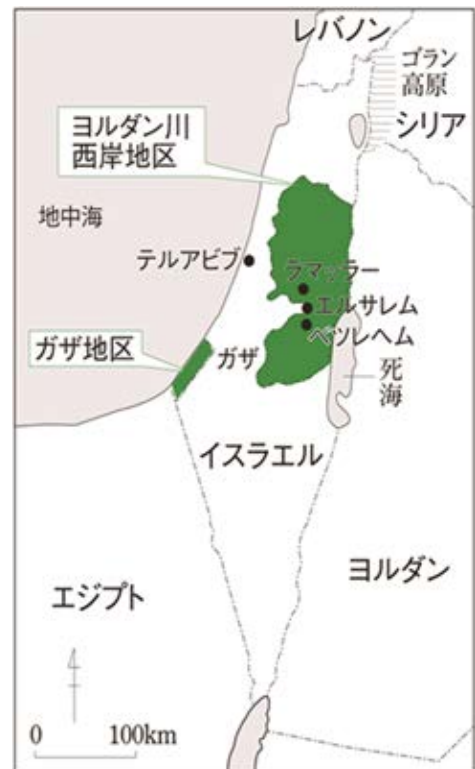 レバノン
ゴラン
高原
シリア
ヨルダン川
西岸地区
地中海
テルアビブ
ラマッラー
エルサレム
ベツレヘム
ガザ地区
ガザ
死
海
イスラエル
ヨルダン
エジプト
0 100km